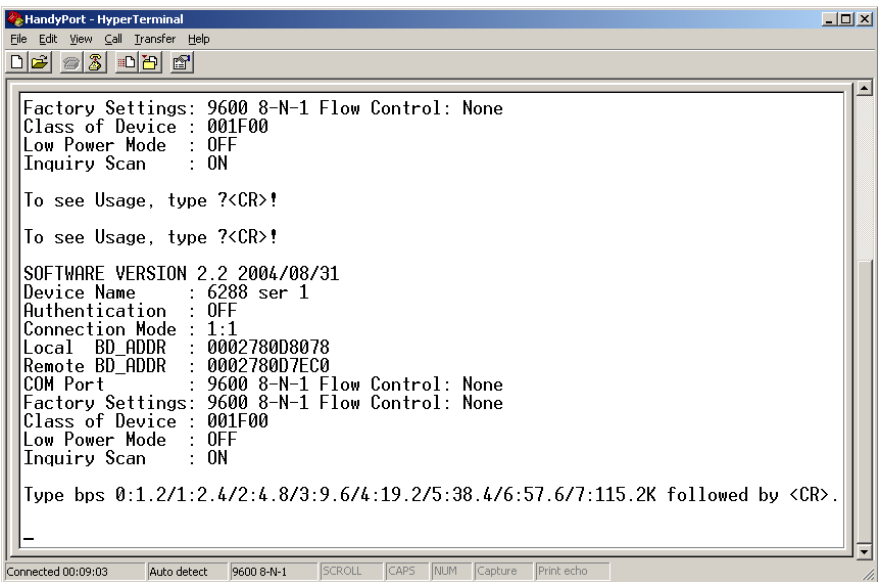 HandyPort - HyperTerminal
File Edit View Call Transfer Help
Factory Settings: 9600 8-N-1 Flow Control: None
Class of Device : 001F00
Low Power Mode : OFF
Inquiry Scan : ON
To see Usage, type ?<CR>!
To see Usage, type ?<CR>!
SOFTWARE VERSION 2.2 2004/08/31
Device Name : 6288 ser 1
Authentication : OFF
Connection Mode : 1:1
Local BD_ADDR : 0002780D8078
Remote BD_ADDR : 0002780D7EC0
COM Port : 9600 8-N-1 Flow Control: None
Factory Settings: 9600 8-N-1 Flow Control: None
Class of Device : 001F00
Low Power Mode : OFF
Inquiry Scan : ON
Type bps 0:1.2/1:2.4/2:4.8/3:9.6/4:19.2/5:38.4/6:57.6/7:115.2K followed by <CR>.
Connected 00:09:03 Auto detect 9600 8-N-1 SCROLL CAPS NUM Capture Print echo